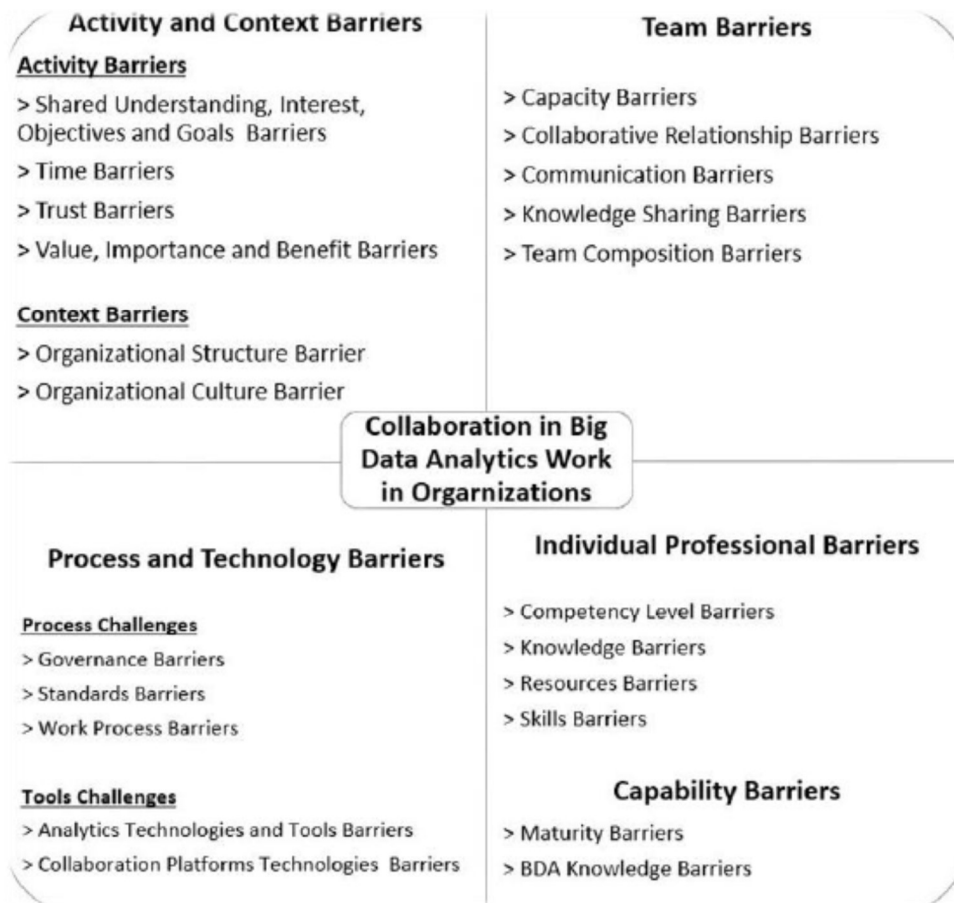 Activity and Context Barriers
Activity Barriers
> Shared Understanding, Interest,
Objectives and Goals Barriers
> Time Barriers
> Trust Barriers
> Value, Importance and Benefit Barriers
Context Barriers
> Organizational Structure Barrier
> Organizational Culture Barrier
Team Barriers
> Capacity Barriers
> Collaborative Relationship Barriers
> Communication Barriers
> Knowledge Sharing Barriers
> Team Composition Barriers
Collaboration in Big
Data Analytics Work
in Orgarnizations
Process and Technology Barriers
Process Challenges
> Governance Barriers
> Standards Barriers
> Work Process Barriers
Tools Challenges
> Analytics Technologies and Tools Barriers
> Collaboration Platforms Technologies Barriers
Individual Professional Barriers
> Competency Level Barriers
> Knowledge Barriers
> Resources Barriers
> Skills Barriers
Capability Barriers
> Maturity Barriers
> BDA Knowledge Barriers